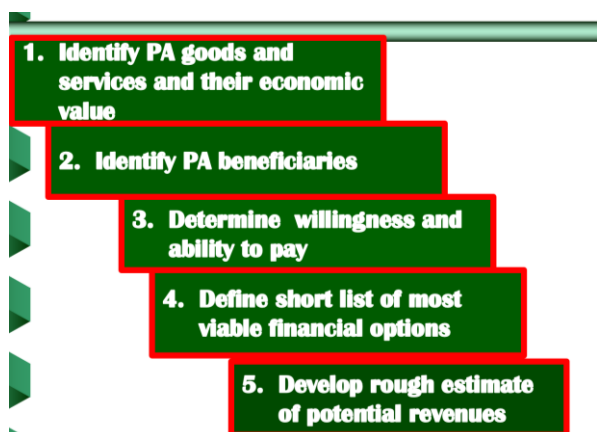 1. Identify PA goods and
services and their economic
value
2. Identify PA beneficiaries
3. Determine willingness and
ability to pay
4. Define short list of most
viable financial options
5. Develop rough estimate
of potential revenues